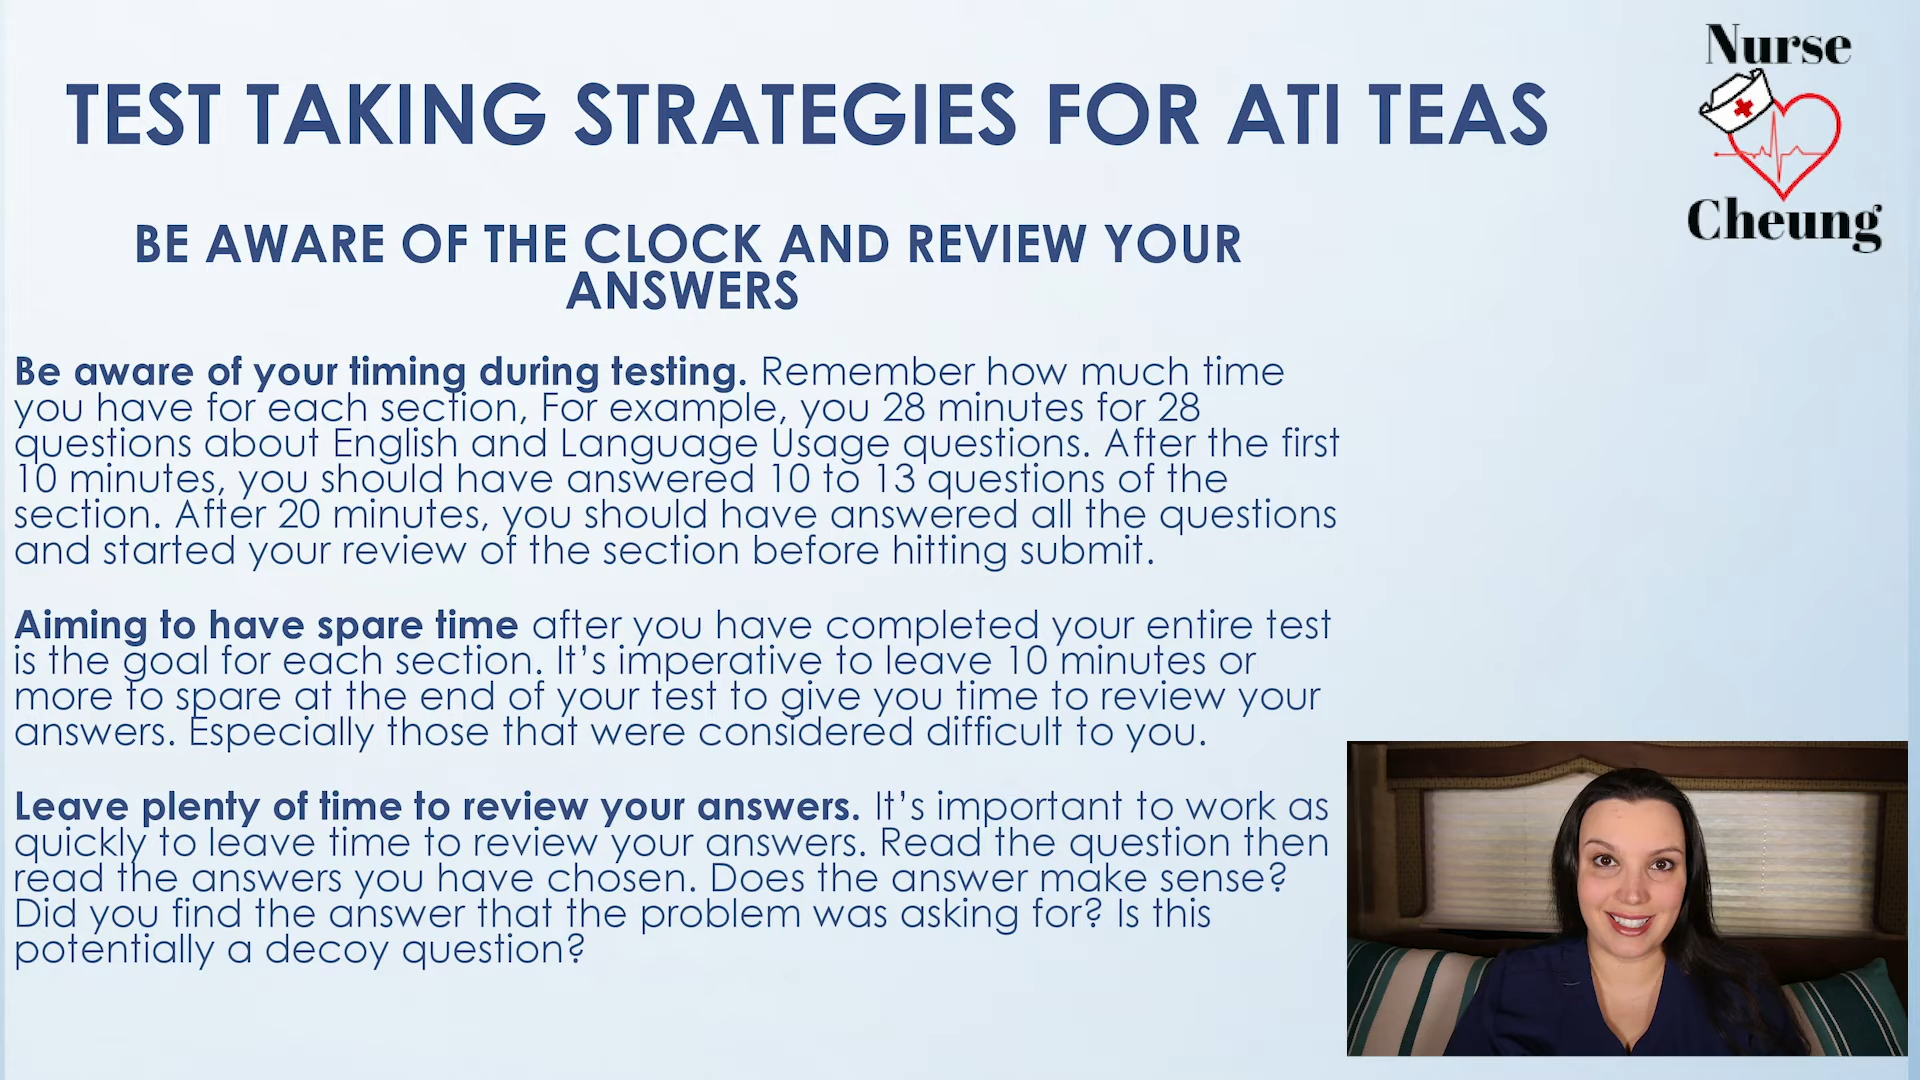 Nurse
Cheung
TEST TAKING STRATEGIES FOR ATI TEAS
BE AWARE OF THE CLOCK AND REVIEW YOUR
ANSWERS
Be aware of your timing during testing. Remember how much time
you have for each section, For example, you 28 minutes for 28
questions about English and Language Usage questions. After the first
10 minutes, you should have answered 10 to 13 questions of the
section. After 20 minutes, you should have answered all the questions
and started your review of the section before hitting submit.
Aiming to have spare time after you have completed your entire test
is the goal for each section. It's imperative to leave 10 minutes or
more to spare at the end of your test to give you time to review your
answers. Especially those that were considered difficult to you.
Leave plenty of time to review your answers. It's important to work as
quickly to leave time to review your answers. Read the question then
read the answers you have chosen. Does the answer make sense?
Did you find the answer that the problem was asking for? Is this
potentially a decoy question?